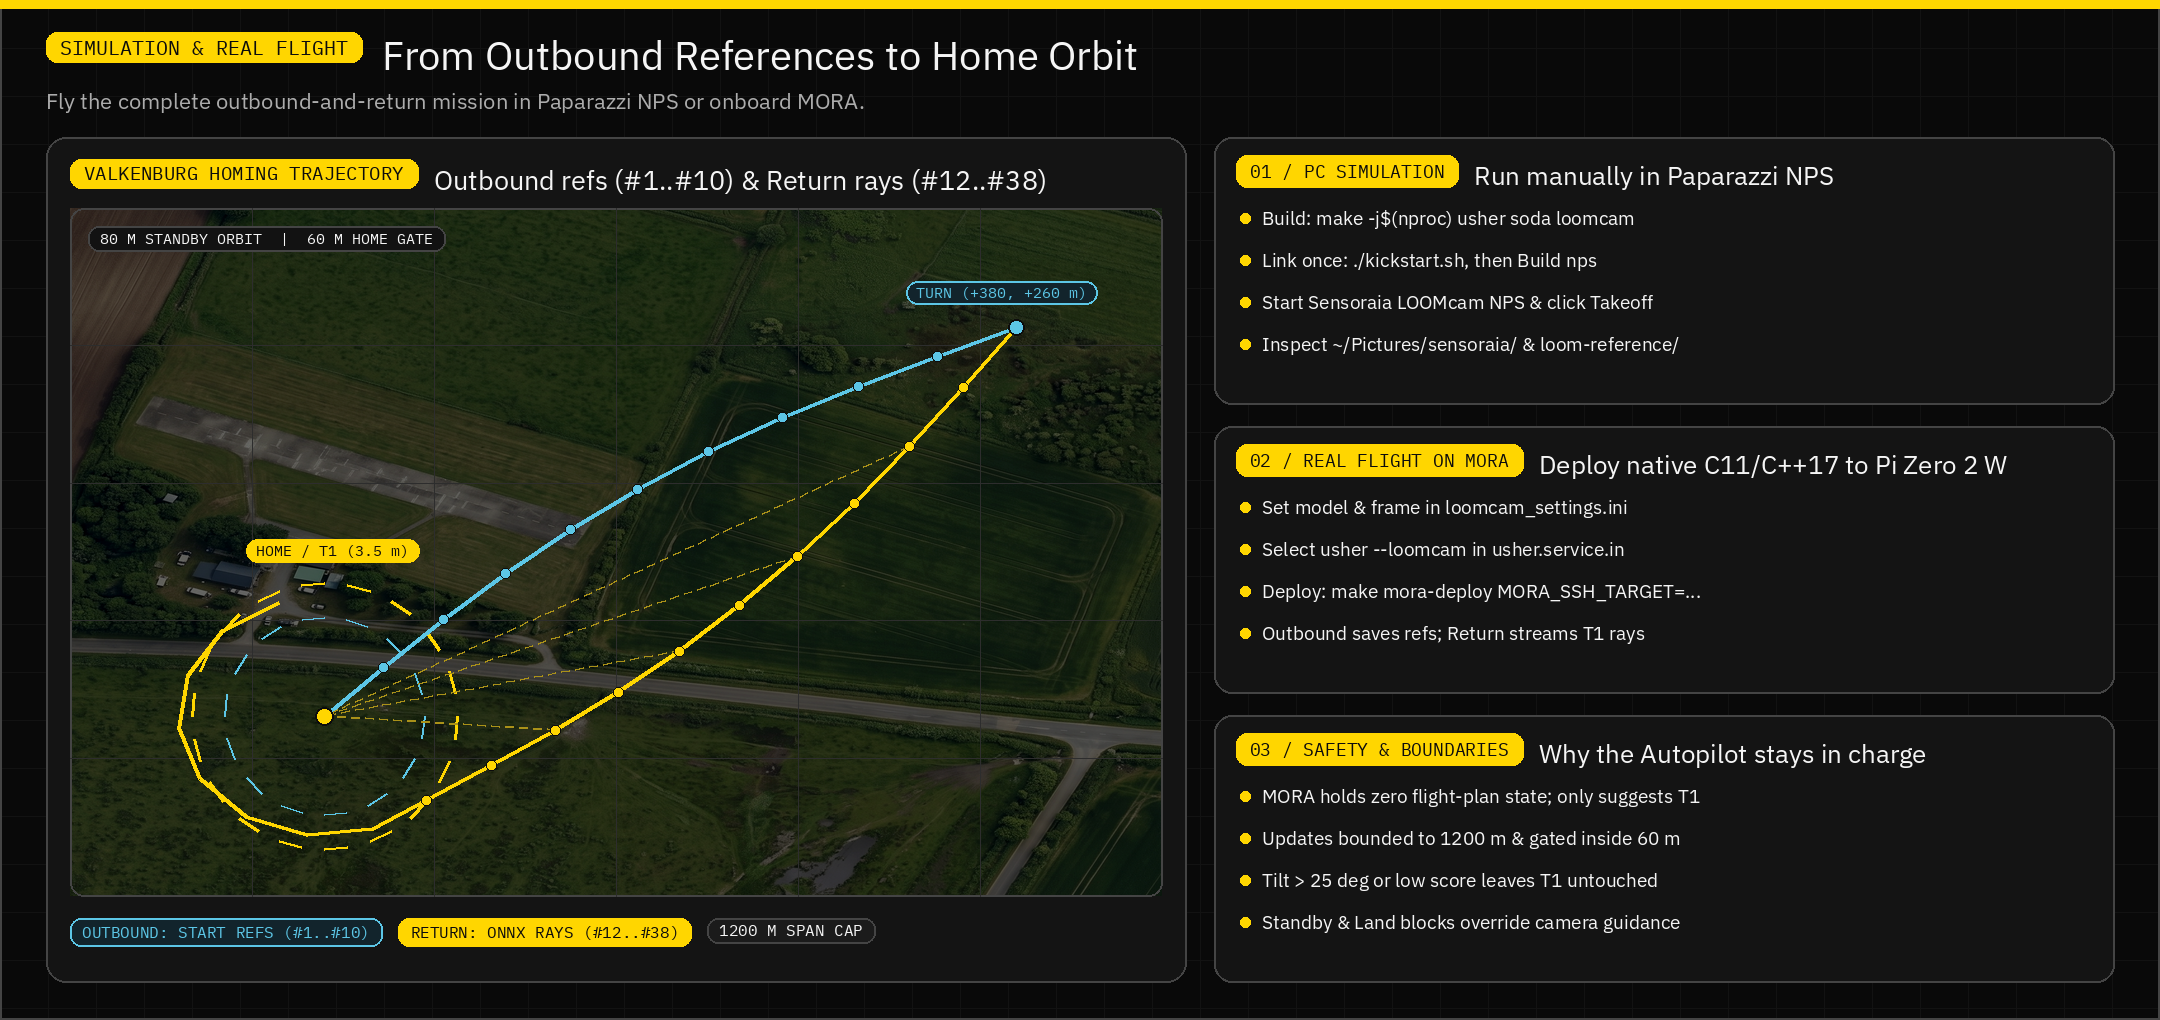 SIMULATION & REAL FLIGHT
From Outbound References to Home Orbit
Fly the complete outbound-and-return mission in Paparazzi NPS or onboard MORA.
VALKENBURG HOMING TRAJECTORY
Outbound refs (#1..#10) & Return rays (#12..#38)
80 M STANDBY ORBIT | 60 M HOME GATE
TURN (+380, +260 m)
HOME / T1 (3.5 m)
OUTBOUND: START REFS (#1..#10)
RETURN: ONNX RAYS (#12..#38)
1200 M SPAN CAP
01 / PC SIMULATION
Run manually in Paparazzi NPS
Build: make -j$(nproc) usher soda loomcam
Link once: ./kickstart.sh, then Build nps
Start Sensoraia LOOMcam NPS & click Takeoff
Inspect ~/Pictures/sensoraia/ & loom-reference/
02 / REAL FLIGHT ON MORA
Deploy native C11/C++17 to Pi Zero 2 W
Set model & frame in loomcam_settings.ini
Select usher --loomcam in usher.service.in
Deploy: make mora-deploy MORA_SSH_TARGET=...
Outbound saves refs; Return streams T1 rays
03 / SAFETY & BOUNDARIES
Why the Autopilot stays in charge
MORA holds zero flight-plan state; only suggests T1
Updates bounded to 1200 m & gated inside 60 m
Tilt > 25 deg or low score leaves T1 untouched
Standby & Land blocks override camera guidance